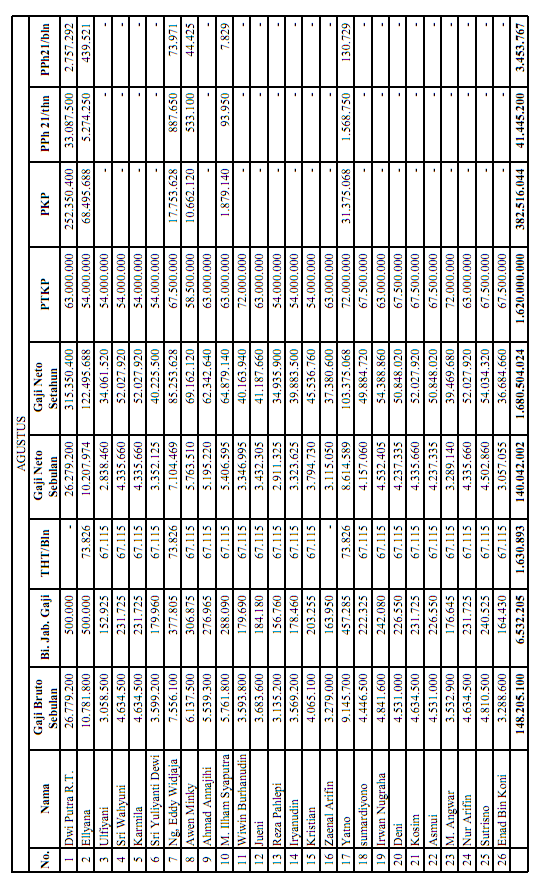 AGUSTUS
No. Nama Gaji Bruto Sebulan Bi. Jab. Gaji THT/Bln Gaji Neto Sebulan Gaji Neto Setahun PTKP PKP PPh 21/thn PPh21/bln
1 Dwi Putra R.T. 26.779.200 500.000 - 26.279.200 315.350.400 63.000.000 252.350.400 33.087.500 2.757.292
2 Ellyana 10.781.800 500.000 73.826 10.207.974 122.495.688 54.000.000 68.495.688 5.274.250 439.521
3 Ulfiyani 3.058.500 152.925 67.115 2.838.460 34.061.520 54.000.000 - - -
4 Sri Wahyuni 4.634.500 231.725 67.115 4.335.660 52.027.920 54.000.000 - - -
5 Karmila 4.634.500 231.725 67.115 4.335.660 52.027.920 54.000.000 - - -
6 Sri Yuliyanti Dewi 3.599.200 179.960 67.115 3.352.125 40.225.500 54.000.000 - - -
7 Ng, Eddy Widjaja 7.556.100 377.805 73.826 7.104.469 85.253.628 67.500.000 17.753.628 887.650 73.971
8 Awen Minky 6.137.500 306.875 67.115 5.763.510 69.162.120 58.500.000 10.662.120 533.100 44.425
9 Ahmad Armajihi 5.539.300 276.965 67.115 5.195.220 62.342.640 63.000.000 - - -
10 M. Ilham Syaputra 5.761.800 288.090 67.115 5.406.595 64.879.140 63.000.000 1.879.140 93.950 7.829
11 Wiwin Burhanudin 3.593.800 179.690 67.115 3.346.995 40.163.940 72.000.000 - - -
12 Jueni 3.683.600 184.180 67.115 3.432.305 41.187.660 63.000.000 - - -
13 Reza Pahlepi 3.135.200 156.760 67.115 2.911.325 34.935.900 54.000.000 - - -
14 Iryanudin 3.569.200 178.460 67.115 3.323.625 39.883.500 54.000.000 - - -
15 Kristian 4.065.100 203.255 67.115 3.794.730 45.536.760 54.000.000 - - -
16 Zaenal Arifin 3.279.000 163.950 - 3.115.050 37.380.600 63.000.000 - - -
17 Yatno 9.145.700 457.285 73.826 8.614.589 103.375.068 72.000.000 31.375.068 1.568.750 130.729
18 sumardiyono 4.446.500 222.325 67.115 4.157.060 49.884.720 67.500.000 - - -
19 Irwan Nugraha 4.841.600 242.080 67.115 4.532.405 54.388.860 63.000.000 - - -
20 Deni 4.531.000 226.550 67.115 4.237.335 50.848.020 67.500.000 - - -
21 Kosim 4.634.500 231.725 67.115 4.335.660 52.027.920 63.000.000 - - -
22 Asmui 4.531.000 226.550 67.115 4.237.335 50.848.020 67.500.000 - - -
23 M. Angwar 3.532.900 176.645 67.115 3.289.140 39.469.680 72.000.000 - - -
24 Nur Arifin 4.634.500 231.725 67.115 4.335.660 52.027.920 63.000.000 - - -
25 Sutrisno 4.810.500 240.525 67.115 4.502.860 54.034.320 67.500.000 - - -
26 Enad Bin Koni 3.288.600 164.430 67.115 3.057.055 36.684.660 67.500.000 - - -
148.205.100 6.532.205 1.630.893 140.042.002 1.680.504.024 1.620.000.000 382.516.044 41.445.200 3.453.767